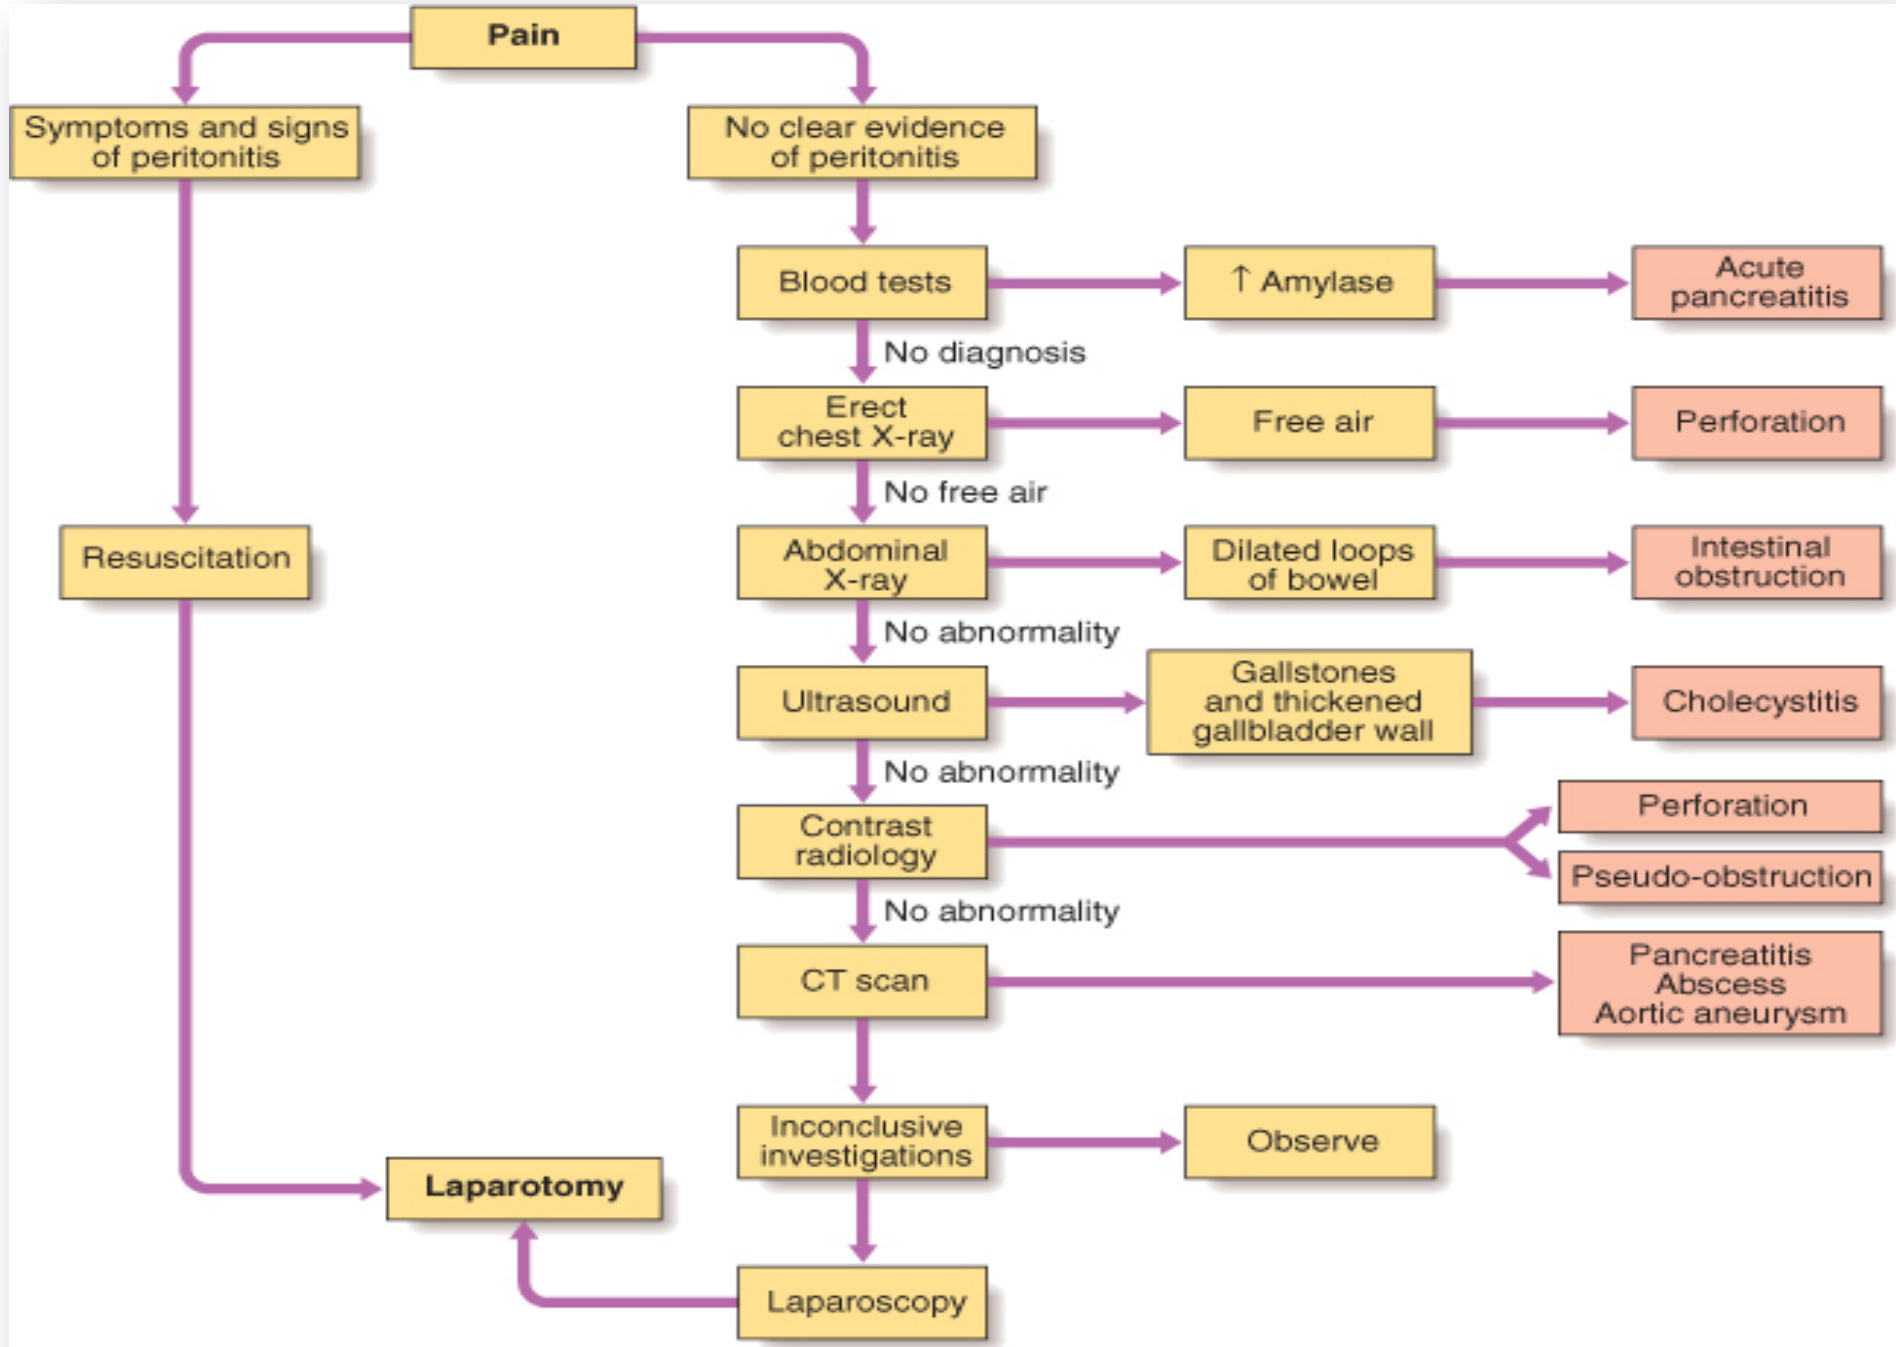 Pain
Symptoms and signs
of peritonitis
No clear evidence
of peritonitis
Blood tests
↑ Amylase
Acute
pancreatitis
No diagnosis
Erect
chest X-ray
Free air
Perforation
No free air
Resuscitation
Abdominal
X-ray
Dilated loops
of bowel
Intestinal
obstruction
No abnormality
Ultrasound
Gallstones
and thickened
gallbladder wall
Cholecystitis
No abnormality
Contrast
radiology
Perforation
Pseudo-obstruction
No abnormality
CT scan
Pancreatitis
Abscess
Aortic aneurysm
Inconclusive
investigations
Observe
Laparotomy
Laparoscopy